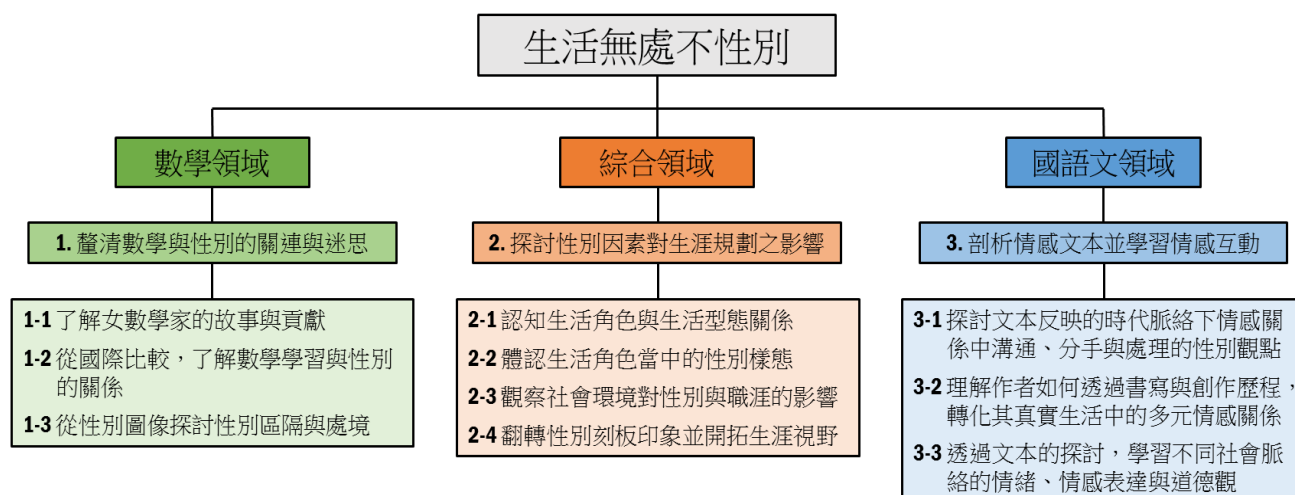 生活無處不性別
數學領域
綜合領域
國語文領域
1. 釐清數學與性別的關連與迷思
2. 探討性別因素對生涯規劃之影響
3. 剖析情感文本並學習情感互動
1-1 了解女數學家的故事與貢獻
1-2 從國際比較，了解數學學習與性別
的關係
1-3 從性別圖像探討性別區隔與處境
2-1 認知生活角色與生活型態關係
2-2 體認生活角色當中的性別樣態
2-3 觀察社會環境對性別與職涯的影響
2-4 翻轉性別刻板印象並開拓生涯視野
3-1 探討文本反映的時代脈絡下情感關
係中溝通、分手與處理的性別觀點
3-2 理解作者如何透過書寫與創作歷程，
轉化其真實生活中的多元情感關係
3-3 透過文本的探討，學習不同社會脈
絡的情緒、情感表達與道德觀